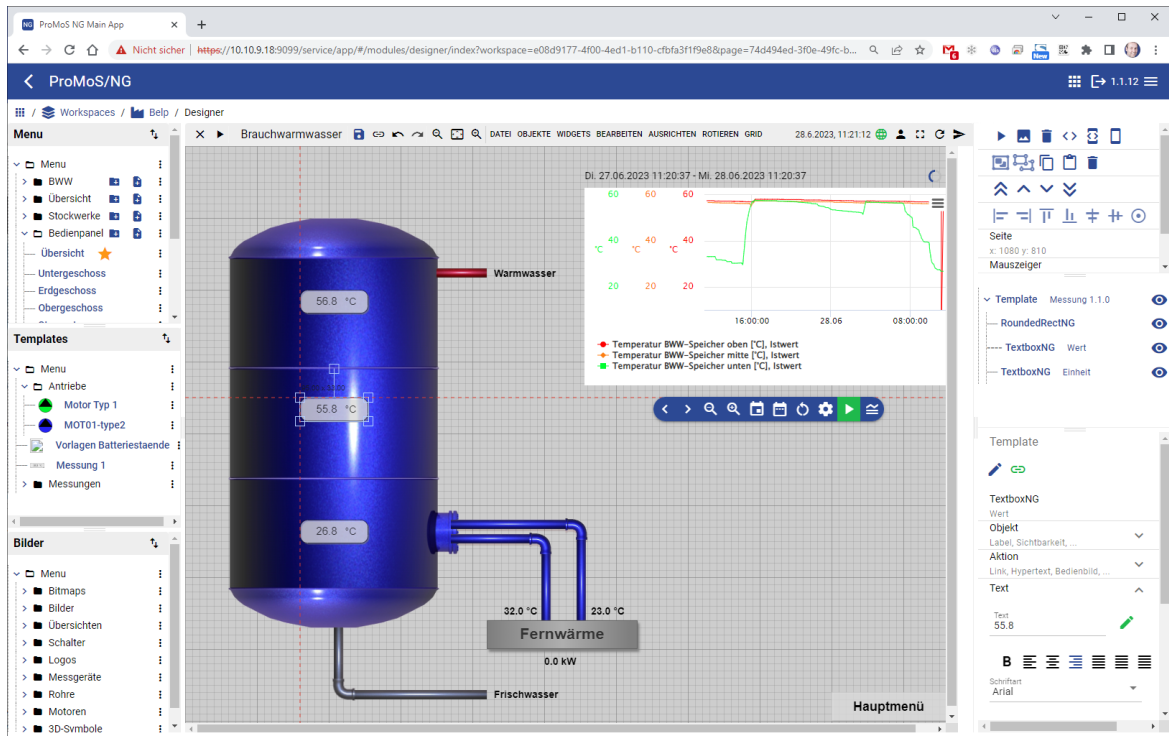 NG ProMoS NG Main App
Nicht sicher | https://10.10.9.18:9099/service/app/#/modules/designer/index?workspace=e08d9177-4f00-4ed1-b110-cfbfa3f1f9e8&page=74d494ed-3f0e-49fc-b...
6
New
ProMoS/NG
1.1.12
/ Workspaces / Belp / Designer
Menu
Menu
BWW
Übersicht
Stockwerke
Bedienpanel
Übersicht
Untergeschoss
Erdgeschoss
Obergeschoss
Templates
Menu
Antriebe
Motor Typ 1
MOT01-type2
Vorlagen Batteriestaende
Messung 1
Messungen
Bilder
Menu
Bitmaps
Bilder
Übersichten
Schalter
Logos
Messgeräte
Rohre
Motoren
3D-Symbole
Brauchwarmwasser
DATEI OBJEKTE WIDGETS BEARBEITEN AUSRICHTEN ROTIEREN GRID
28.6.2023, 11:21:12
Di. 27.06.2023 11:20:37 - Mi. 28.06.2023 11:20:37
60 60 60
°C 40 °C 40 °C 40
20 20 20
16:00:00 28.06 08:00:00
Temperatur BWW-Speicher oben [°C], Istwert
Temperatur BWW-Speicher mitte [°C], Istwert
Temperatur BWW-Speicher unten [°C], Istwert
Warmwasser
56.8 °C
55.8 °C
26.8 °C
32.0 °C 23.0 °C
Fernwärme
0.0 kW
Frischwasser
Hauptmenü
Seite
x: 1080 y: 810
Mauszeiger
Template Messung 1.1.0
RoundedRectNG
TextboxNG Wert
TextboxNG Einheit
Template
TextboxNG
Wert
Objekt
Label, Sichtbarkeit, ...
Aktion
Link, Hypertext, Bedienbild, ...
Text
Text
55.8
B
Schriftart
Arial